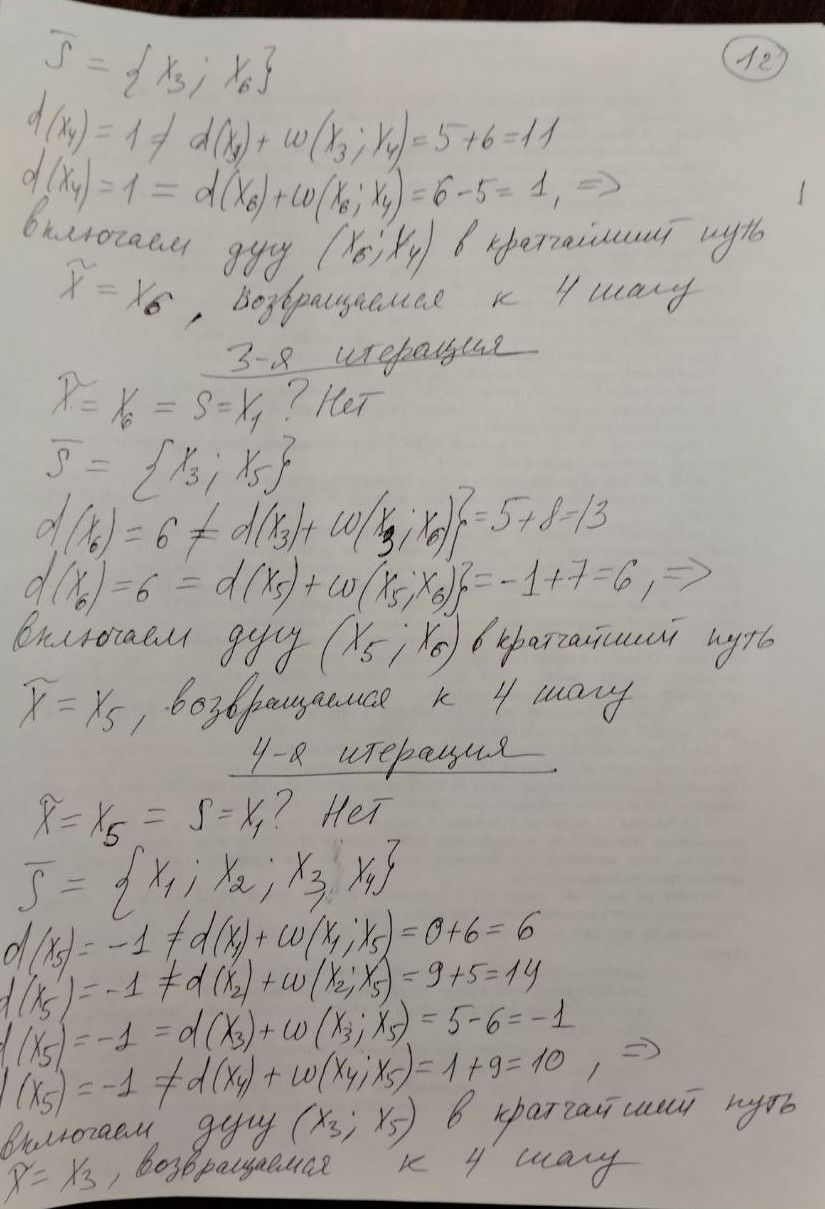 12
S̄ = {x₃; x₆}
d(x₄) = 1 ≠ d(x₃) + ω(x₃; x₄) = 5+6=11
d(x₄) = 1 = d(x₆)+ω(x₆; x₄) = 6-5= 1, =>
включаем дугу (x₆; x₄) в кратчайший путь
x̃ = x₆, возвращаемся к 4 шагу
3-я итерация
x̃ = x₆ = S = x₁? Нет
S̄ = {x₃; x₅}
d(x₆) = 6 ≠ d(x₃) + ω(x₃; x₆)} = 5+8=13
d(x₆) = 6 = d(x₅) + ω(x₅; x₆)} = -1+7=6, =>
включаем дугу (x₅; x₆) в кратчайший путь
x̃ = x₅, возвращаемся к 4 шагу
4-я итерация
x̃ = x₅ = S = x₁? Нет
S̄ = {x₁; x₂; x₃, x₄}
d(x₅) = -1 ≠ d(x₁) + ω(x₁; x₅) = 0+6= 6
d(x₅) = -1 ≠ d(x₂) + ω(x₂; x₅) = 9+5=14
d(x₅) = -1 = d(x₃) + ω(x₃; x₅) = 5-6=-1
d(x₅) = -1 ≠ d(x₄) + ω(x₄; x₅) = 1+9=10, =>
включаем дугу (x₃; x₅) в кратчайший путь
x̃ = x₃, возвращаемся к 4 шагу